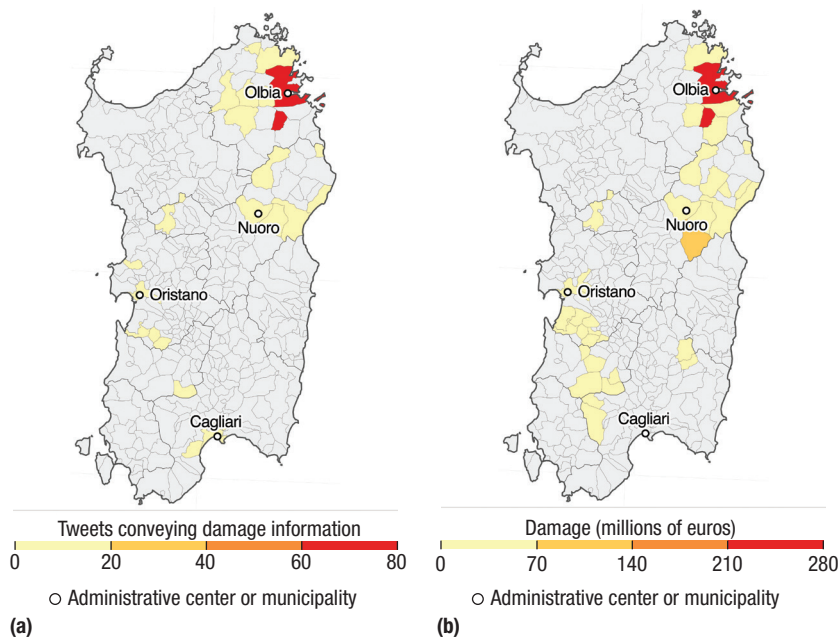 Olbia
Nuoro
Oristano
Cagliari
Tweets conveying damage information
0 20 40 60 80
Administrative center or municipality
(a)
Olbia
Nuoro
Oristano
Cagliari
Damage (millions of euros)
0 70 140 210 280
Administrative center or municipality
(b)